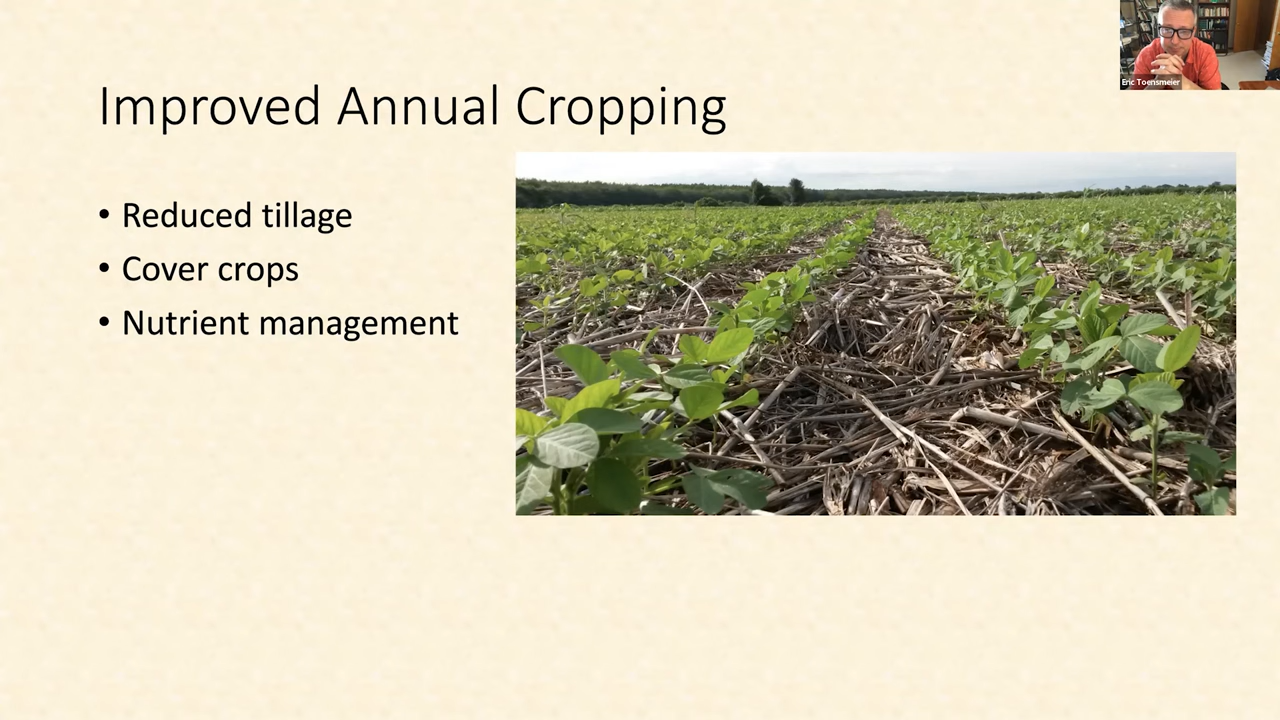 Eric Toensmeier
Improved Annual Cropping
• Reduced tillage
• Cover crops
• Nutrient management